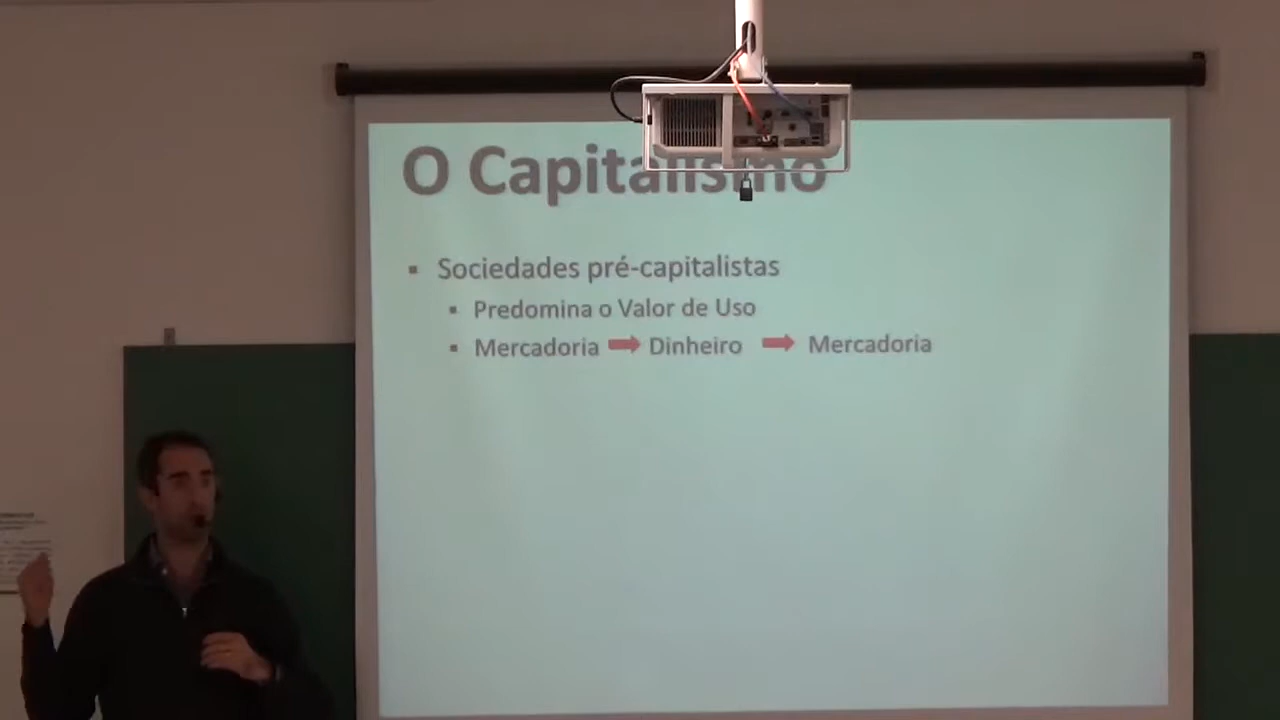 O Capitalismo
▪ Sociedades pré-capitalistas
▪ Predomina o Valor de Uso
▪ Mercadoria ➡ Dinheiro ➡ Mercadoria